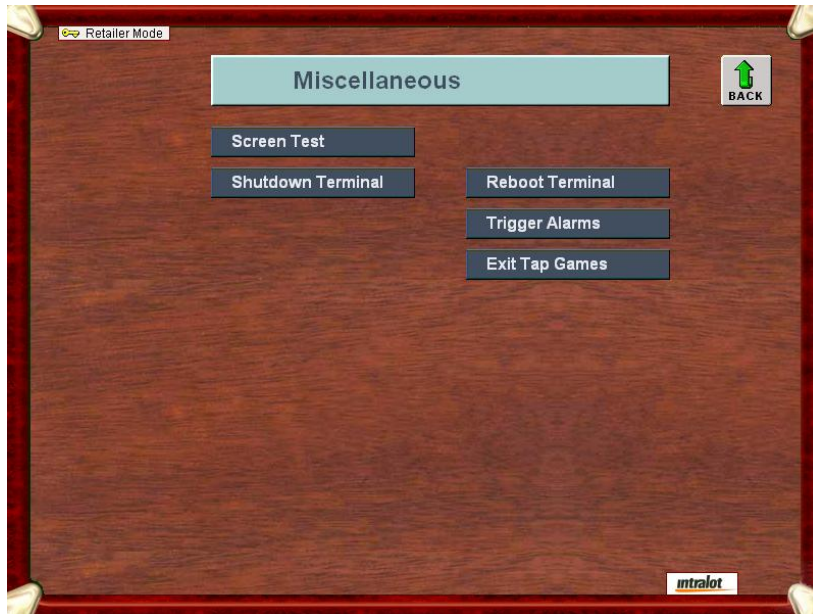 Retailer Mode
Miscellaneous
BACK
Screen Test
Shutdown Terminal
Reboot Terminal
Trigger Alarms
Exit Tap Games
intralot